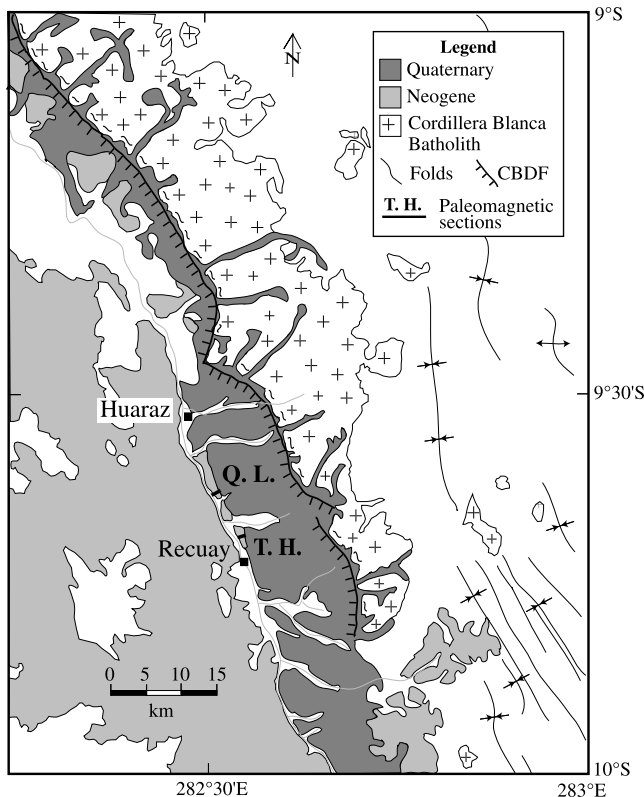 9°S
N
Legend
Quaternary
Neogene
Cordillera Blanca
Batholith
Folds
CBDF
T. H.
Paleomagnetic
sections
9°30'S
Huaraz
Q. L.
Recuay
T. H.
0 5 10 15
km
10°S
282°30'E
283°E